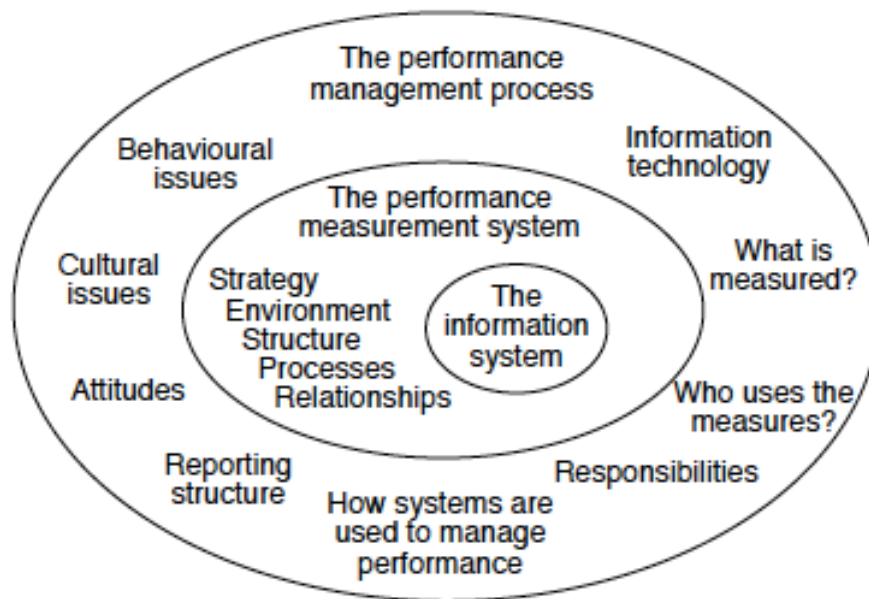 The performance
management process
Behavioural
issues
Information
technology
The performance
measurement system
Cultural
issues
What is
measured?
Strategy
Environment
Structure
Processes
Relationships
The
information
system
Attitudes
Who uses the
measures?
Reporting
structure
Responsibilities
How systems are
used to manage
performance